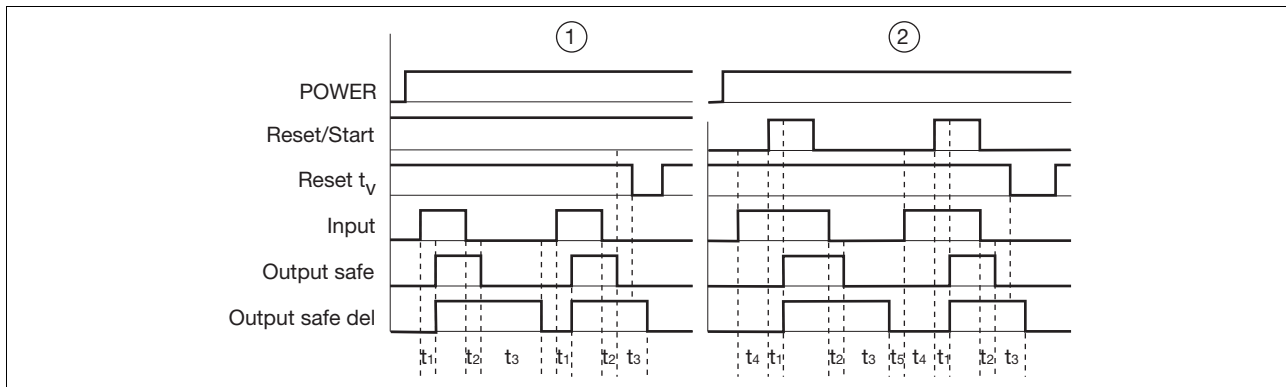 ① ②
POWER
Reset/Start
Reset tv
Input
Output safe
Output safe del
t1 t2 t3 t1 t2 t3 t4 t1 t2 t3 t5 t4 t1 t2 t3